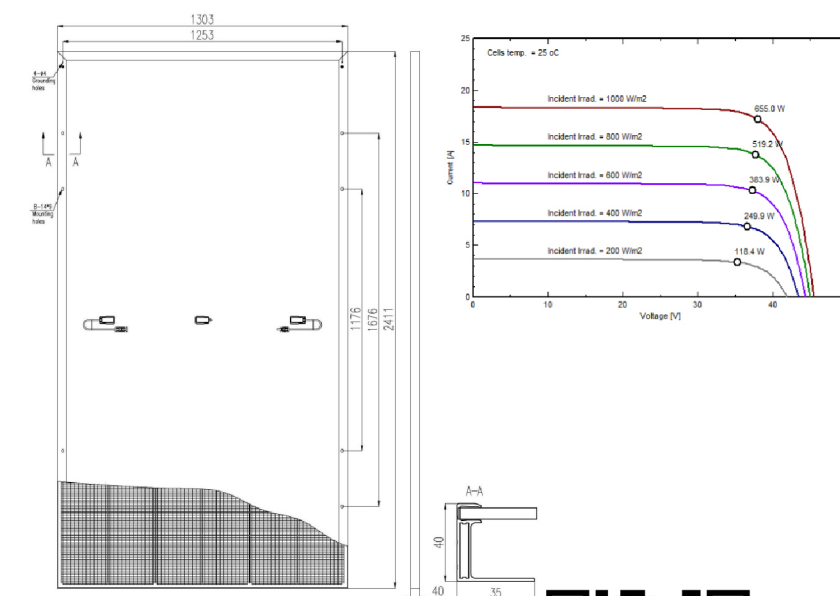 1303
1253
4-φ4
Grounding
holes
A
A
8-14*9
Mounting
holes
1176
1676
2411
A-A
40
40
35
25
20
15
10
5
0
Current [A]
Cells temp. = 25 oC
Incident Irrad. = 1000 W/m2
655.0 W
Incident Irrad. = 800 W/m2
519.2 W
Incident Irrad. = 600 W/m2
383.9 W
Incident Irrad. = 400 W/m2
249.9 W
Incident Irrad. = 200 W/m2
118.4 W
0
10
20
30
40
Voltage [V]